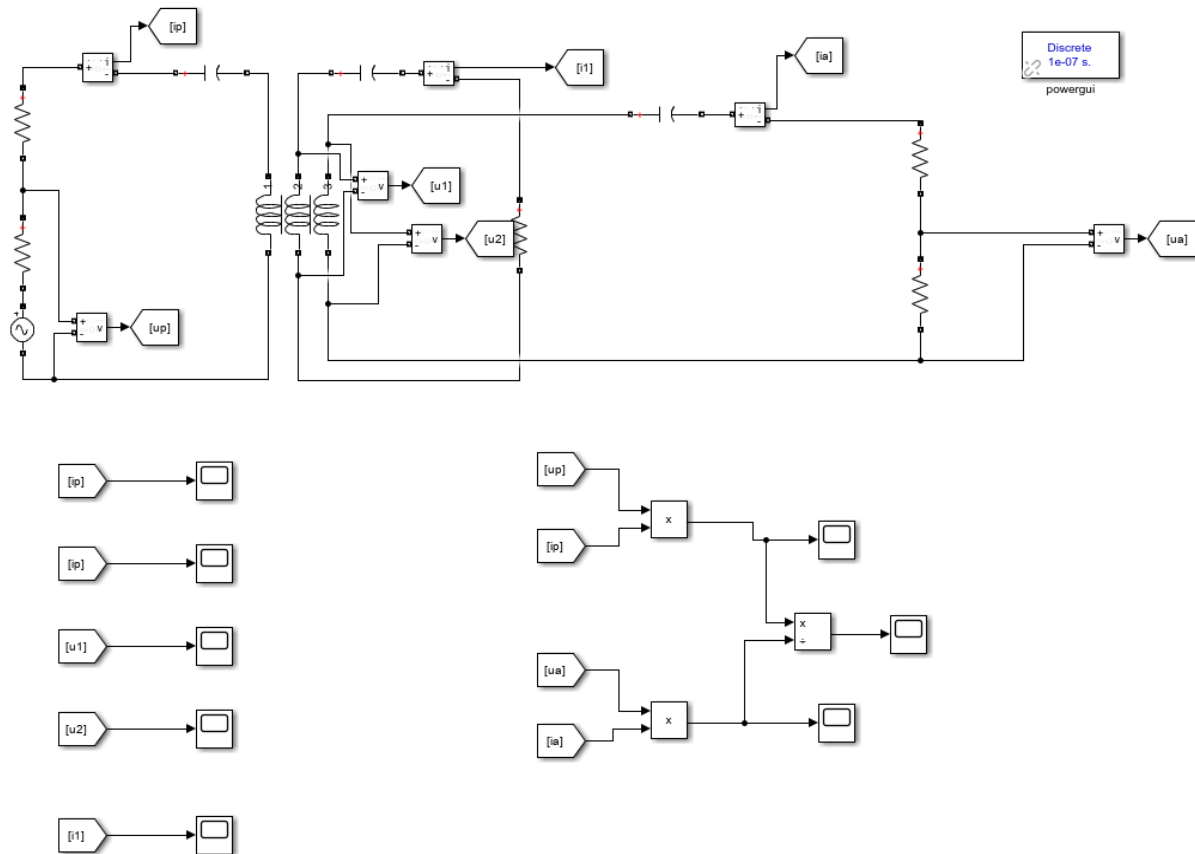 [ip]
i
+
-
[i1]
i
+
-
[ia]
i
+
-
Discrete
1e-07 s.
powergui
1
2
3
+
-
v
[u1]
+
-
v
[u2]
+
-
v
[ua]
+
+
-
v
[up]
[ip]
[ip]
[u1]
[u2]
[i1]
[up]
[ip]
x
x
÷
[ua]
[ia]
x